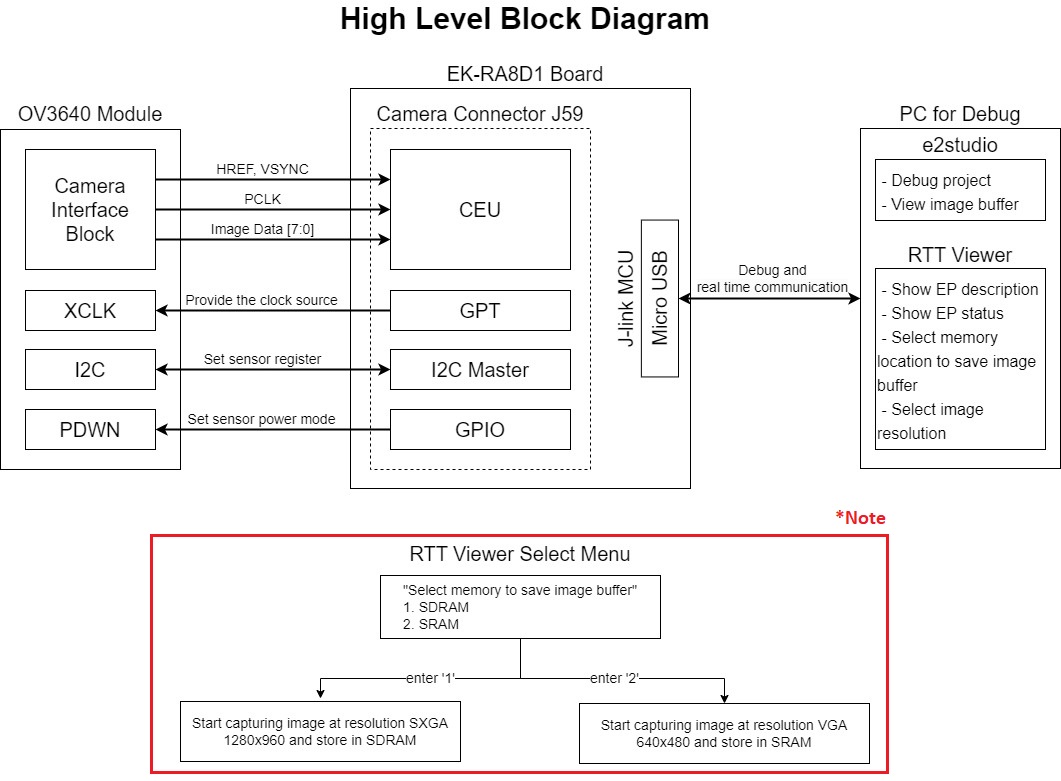 High Level Block Diagram
EK-RA8D1 Board
OV3640 Module
Camera Connector J59
PC for Debug
e2studio
Camera
Interface
Block
HREF, VSYNC
PCLK
Image Data [7:0]
CEU
- Debug project
- View image buffer
RTT Viewer
XCLK
Provide the clock source
GPT
J-link MCU
Micro USB
Debug and
real time communication
- Show EP description
- Show EP status
- Select memory
location to save image
buffer
- Select image
resolution
I2C
Set sensor register
I2C Master
PDWN
Set sensor power mode
GPIO
*Note
RTT Viewer Select Menu
"Select memory to save image buffer"
1. SDRAM
2. SRAM
enter '1'
enter '2'
Start capturing image at resolution SXGA
1280x960 and store in SDRAM
Start capturing image at resolution VGA
640x480 and store in SRAM